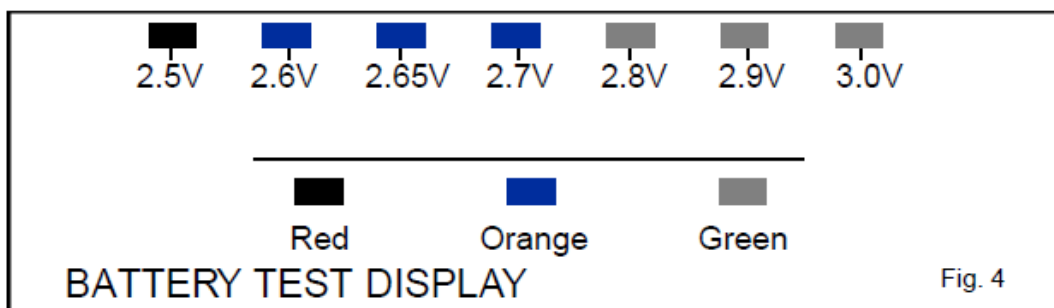 2.5V 2.6V 2.65V 2.7V 2.8V 2.9V 3.0V
Red Orange Green
BATTERY TEST DISPLAY Fig. 4